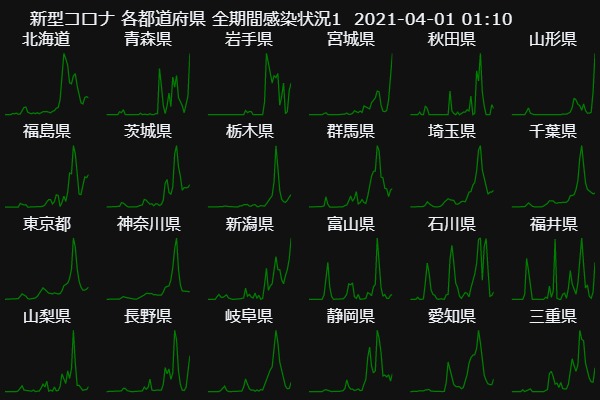 新型コロナ 各都道府県 全期間感染状況1 2021-04-01 01:10
北海道 青森県 岩手県 宮城県 秋田県 山形県
福島県 茨城県 栃木県 群馬県 埼玉県 千葉県
東京都 神奈川県 新潟県 富山県 石川県 福井県
山梨県 長野県 岐阜県 静岡県 愛知県 三重県